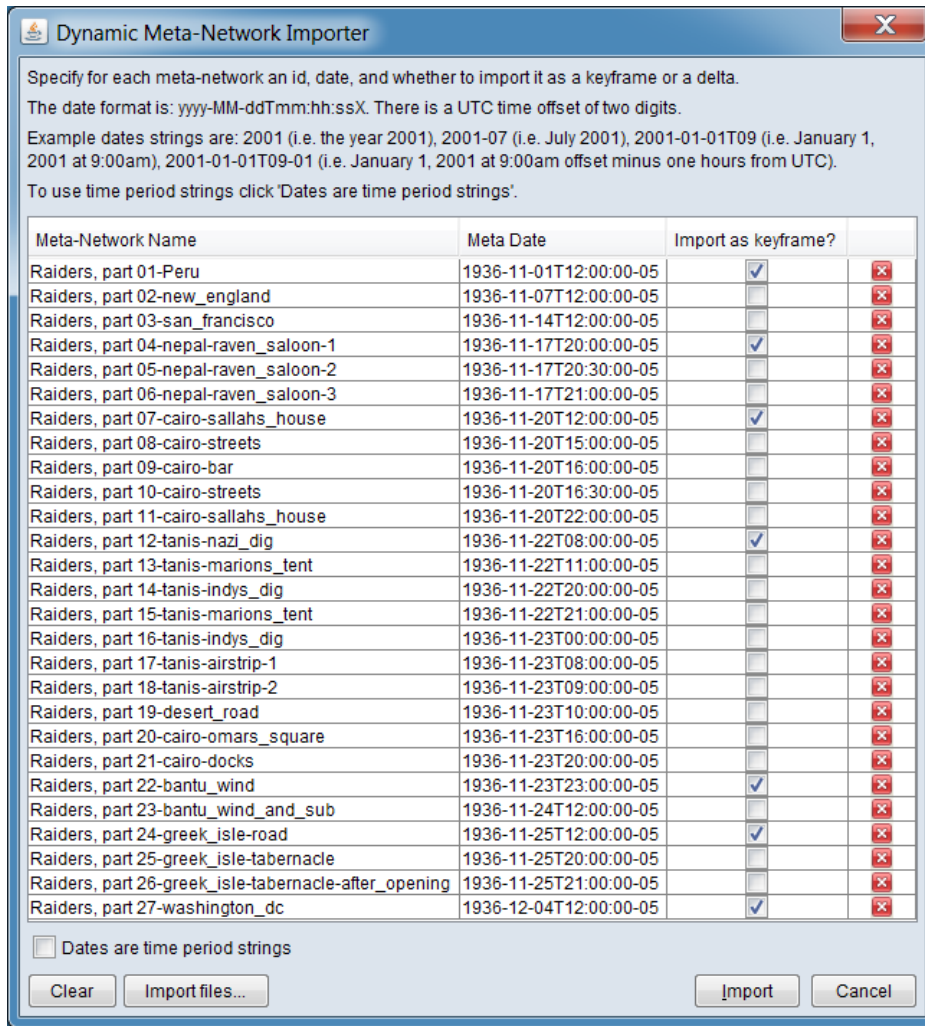 Dynamic Meta-Network Importer
Specify for each meta-network an id, date, and whether to import it as a keyframe or a delta.
The date format is: yyyy-MM-ddTmm:hh:ssX. There is a UTC time offset of two digits.
Example dates strings are: 2001 (i.e. the year 2001), 2001-07 (i.e. July 2001), 2001-01-01T09 (i.e. January 1,
2001 at 9:00am), 2001-01-01T09-01 (i.e. January 1, 2001 at 9:00am offset minus one hours from UTC).
To use time period strings click 'Dates are time period strings'.
Meta-Network Name Meta Date Import as keyframe?
Raiders, part 01-Peru 1936-11-01T12:00:00-05
Raiders, part 02-new_england 1936-11-07T12:00:00-05
Raiders, part 03-san_francisco 1936-11-14T12:00:00-05
Raiders, part 04-nepal-raven_saloon-1 1936-11-17T20:00:00-05
Raiders, part 05-nepal-raven_saloon-2 1936-11-17T20:30:00-05
Raiders, part 06-nepal-raven_saloon-3 1936-11-17T21:00:00-05
Raiders, part 07-cairo-sallahs_house 1936-11-20T12:00:00-05
Raiders, part 08-cairo-streets 1936-11-20T15:00:00-05
Raiders, part 09-cairo-bar 1936-11-20T16:00:00-05
Raiders, part 10-cairo-streets 1936-11-20T16:30:00-05
Raiders, part 11-cairo-sallahs_house 1936-11-20T22:00:00-05
Raiders, part 12-tanis-nazi_dig 1936-11-22T08:00:00-05
Raiders, part 13-tanis-marions_tent 1936-11-22T11:00:00-05
Raiders, part 14-tanis-indys_dig 1936-11-22T20:00:00-05
Raiders, part 15-tanis-marions_tent 1936-11-22T21:00:00-05
Raiders, part 16-tanis-indys_dig 1936-11-23T00:00:00-05
Raiders, part 17-tanis-airstrip-1 1936-11-23T08:00:00-05
Raiders, part 18-tanis-airstrip-2 1936-11-23T09:00:00-05
Raiders, part 19-desert_road 1936-11-23T10:00:00-05
Raiders, part 20-cairo-omars_square 1936-11-23T16:00:00-05
Raiders, part 21-cairo-docks 1936-11-23T20:00:00-05
Raiders, part 22-bantu_wind 1936-11-23T23:00:00-05
Raiders, part 23-bantu_wind_and_sub 1936-11-24T12:00:00-05
Raiders, part 24-greek_isle-road 1936-11-25T12:00:00-05
Raiders, part 25-greek_isle-tabernacle 1936-11-25T20:00:00-05
Raiders, part 26-greek_isle-tabernacle-after_opening 1936-11-25T21:00:00-05
Raiders, part 27-washington_dc 1936-12-04T12:00:00-05
Dates are time period strings
Clear Import files... Import Cancel